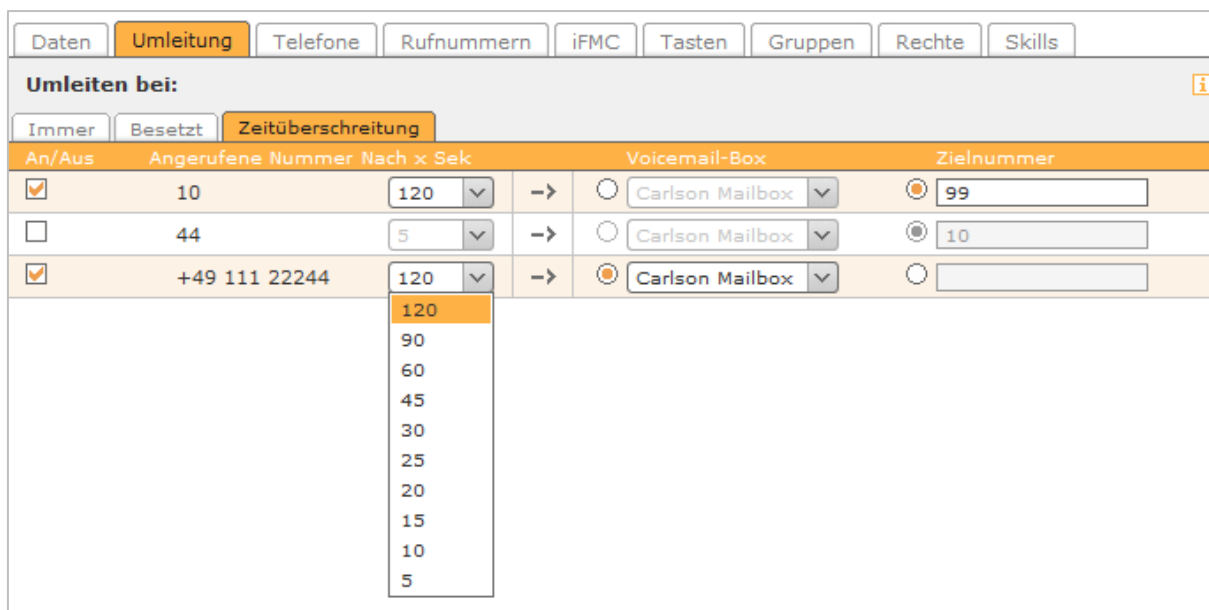 Daten Umleitung Telefone Rufnummern iFMC Tasten Gruppen Rechte Skills
Umleiten bei:
i
Immer Besetzt Zeitüberschreitung
An/Aus Angerufene Nummer Nach x Sek Voicemail-Box Zielnummer
10 120 –> Carlson Mailbox 99
44 5 –> Carlson Mailbox 10
+49 111 22244 120 –> Carlson Mailbox
120
90
60
45
30
25
20
15
10
5